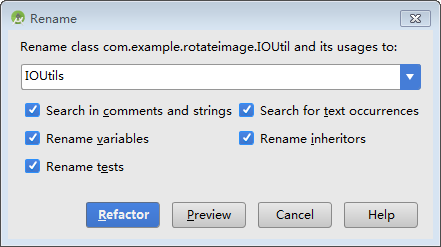 Rename
Rename class com.example.rotateimage.IOUtil and its usages to:
IOUtils
Search in comments and strings Search for text occurrences
Rename variables Rename inheritors
Rename tests
Refactor Preview Cancel Help